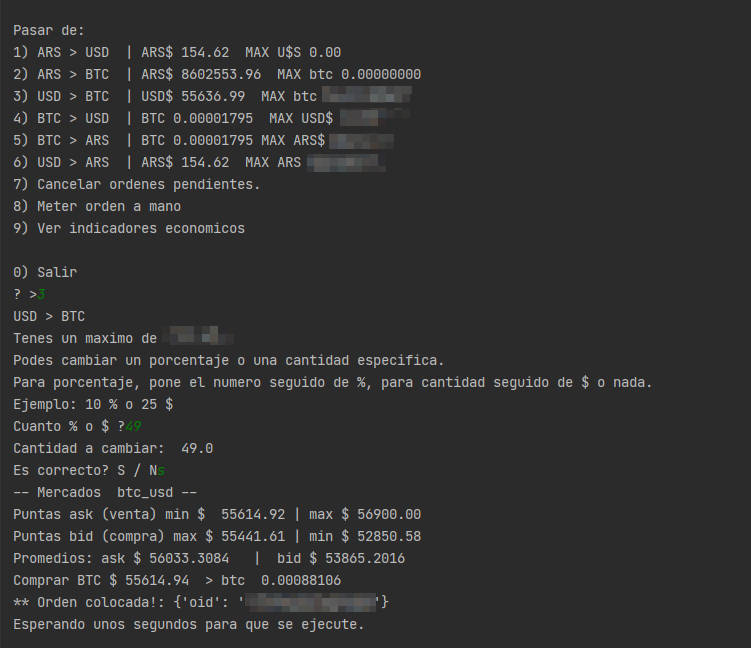 Pasar de:
1) ARS > USD  | ARS$ 154.62  MAX U$S 0.00
2) ARS > BTC  | ARS$ 8602553.96  MAX btc 0.00000000
3) USD > BTC  | USD$ 55636.99  MAX btc
4) BTC > USD  | BTC 0.00001795  MAX USD$
5) BTC > ARS  | BTC 0.00001795 MAX ARS$
6) USD > ARS  | ARS$ 154.62  MAX ARS
7) Cancelar ordenes pendientes.
8) Meter orden a mano
9) Ver indicadores economicos
0) Salir
? >3
USD > BTC
Tenes un maximo de
Podes cambiar un porcentaje o una cantidad especifica.
Para porcentaje, pone el numero seguido de %, para cantidad seguido de $ o nada.
Ejemplo: 10 % o 25 $
Cuanto % o $ ?49
Cantidad a cambiar:  49.0
Es correcto? S / Ns
-- Mercados  btc_usd --
Puntas ask (venta) min $  55614.92 | max $ 56900.00
Puntas bid (compra) max $ 55441.61 | min $ 52850.58
Promedios: ask $ 56033.3084   |  bid $ 53865.2016
Comprar BTC $ 55614.94  > btc  0.00088106
** Orden colocada!: {'oid': ''}
Esperando unos segundos para que se ejecute.